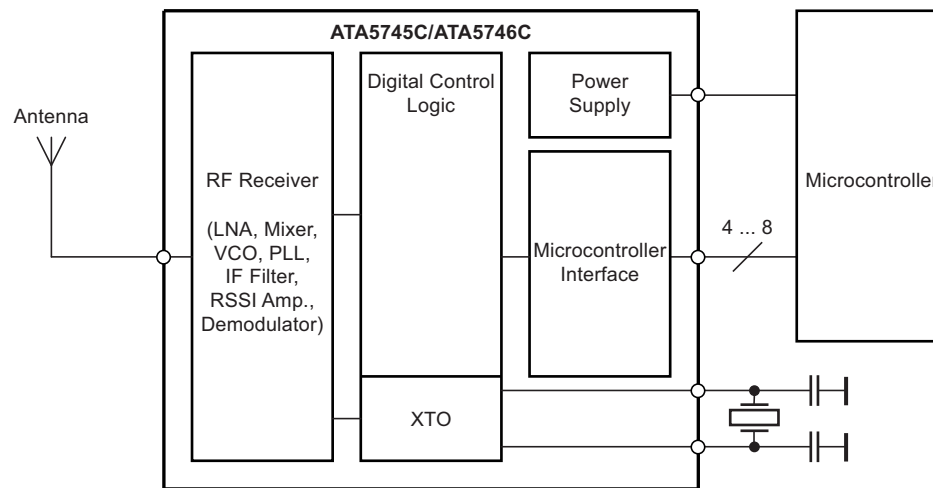 ATA5745C/ATA5746C
Antenna
RF Receiver
(LNA, Mixer,
VCO, PLL,
IF Filter,
RSSI Amp.,
Demodulator)
Digital Control
Logic
XTO
Power
Supply
Microcontroller
Interface
4 ... 8
Microcontroller